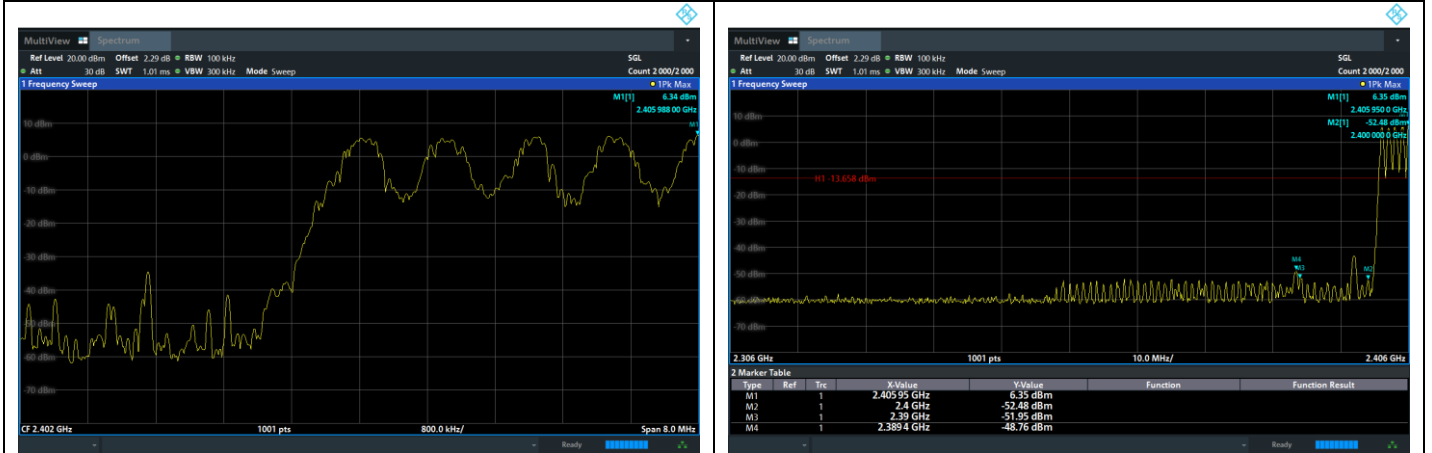 MultiView Spectrum
Ref Level 20.00 dBm Offset 2.29 dB RBW 100 kHz SGL
Att 30 dB SWT 1.01 ms VBW 300 kHz Mode Sweep Count 2 000/2 000
1 Frequency Sweep 1Pk Max
M1[1] 6.34 dBm
2.405 988 00 GHz
M1
10 dBm
0 dBm
-10 dBm
-20 dBm
-30 dBm
-40 dBm
-50 dBm
-60 dBm
-70 dBm
CF 2.402 GHz 1001 pts 800.0 kHz/ Span 8.0 MHz
Ready
MultiView Spectrum
Ref Level 20.00 dBm Offset 2.29 dB RBW 100 kHz SGL
Att 30 dB SWT 1.01 ms VBW 300 kHz Mode Sweep Count 2 000/2 000
1 Frequency Sweep 1Pk Max
M1[1] 6.35 dBm
2.405 950 0 GHz
M2[1] -52.48 dBm
2.400 000 0 GHz
10 dBm
0 dBm
-10 dBm
H1 -13.658 dBm
-20 dBm
-30 dBm
-40 dBm
M4
M3 M2
-50 dBm
-60 dBm
-70 dBm
2.306 GHz 1001 pts 10.0 MHz/ 2.406 GHz
2 Marker Table
Type Ref Trc X-Value Y-Value Function Function Result
M1 1 2.405 95 GHz 6.35 dBm
M2 1 2.4 GHz -52.48 dBm
M3 1 2.39 GHz -51.95 dBm
M4 1 2.389 4 GHz -48.76 dBm
Ready